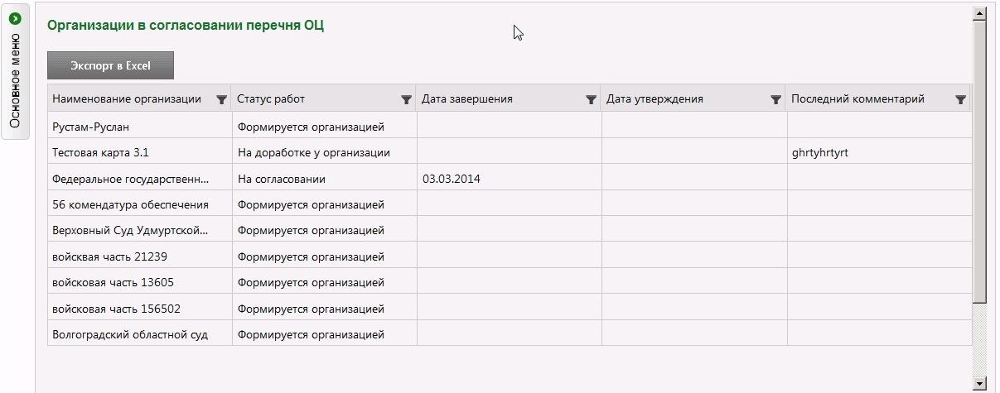 Основное меню
Организации в согласовании перечня ОЦ
Экспорт в Excel
Наименование организации Статус работ Дата завершения Дата утверждения Последний комментарий
Рустам-Руслан Формируется организацией
Тестовая карта 3.1 На доработке у организации ghrtyhrtyrt
Федеральное государственн... На согласовании 03.03.2014
56 комендатура обеспечения Формируется организацией
Верховный Суд Удмуртской... Формируется организацией
войсквая часть 21239 Формируется организацией
войсковая часть 13605 Формируется организацией
войсковая часть 156502 Формируется организацией
Волгоградский областной суд Формируется организацией